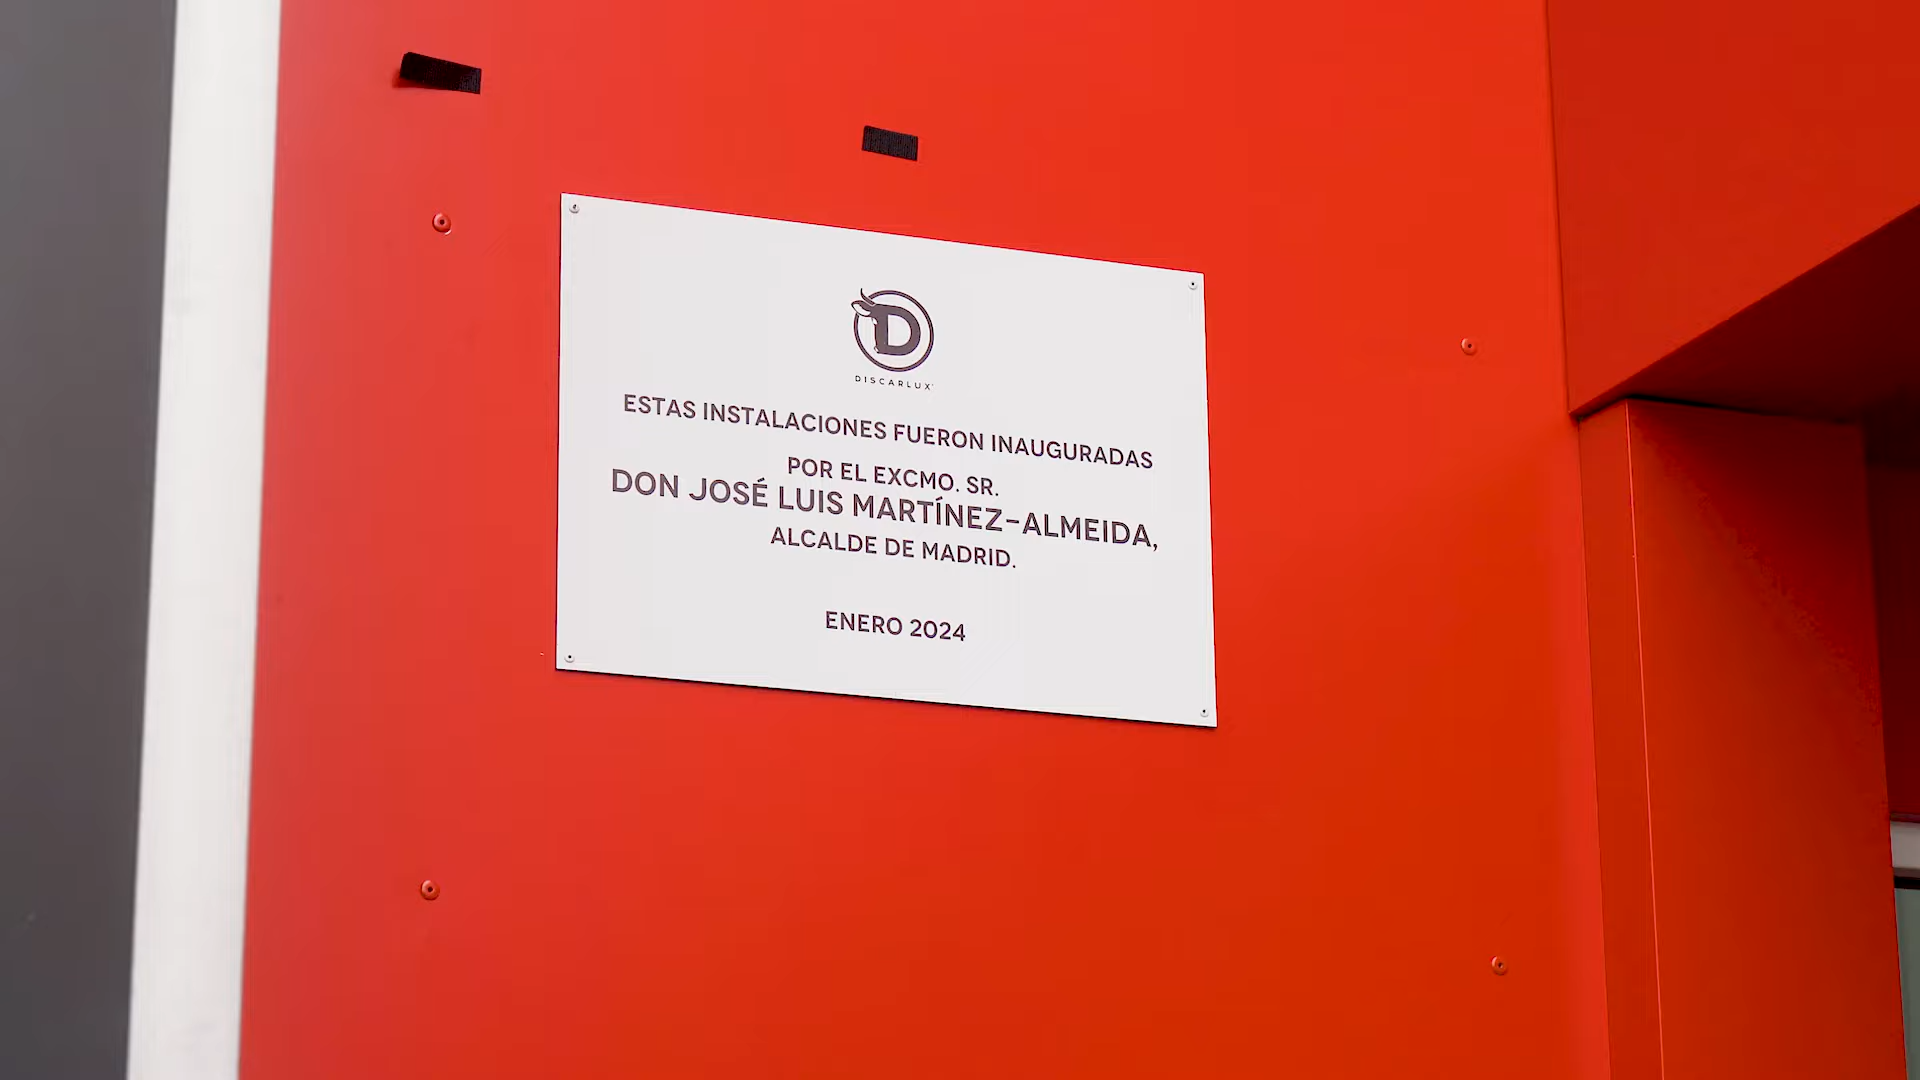 D
DISCARLUX
ESTAS INSTALACIONES FUERON INAUGURADAS
POR EL EXCMO. SR.
DON JOSÉ LUIS MARTÍNEZ-ALMEIDA,
ALCALDE DE MADRID.
ENERO 2024